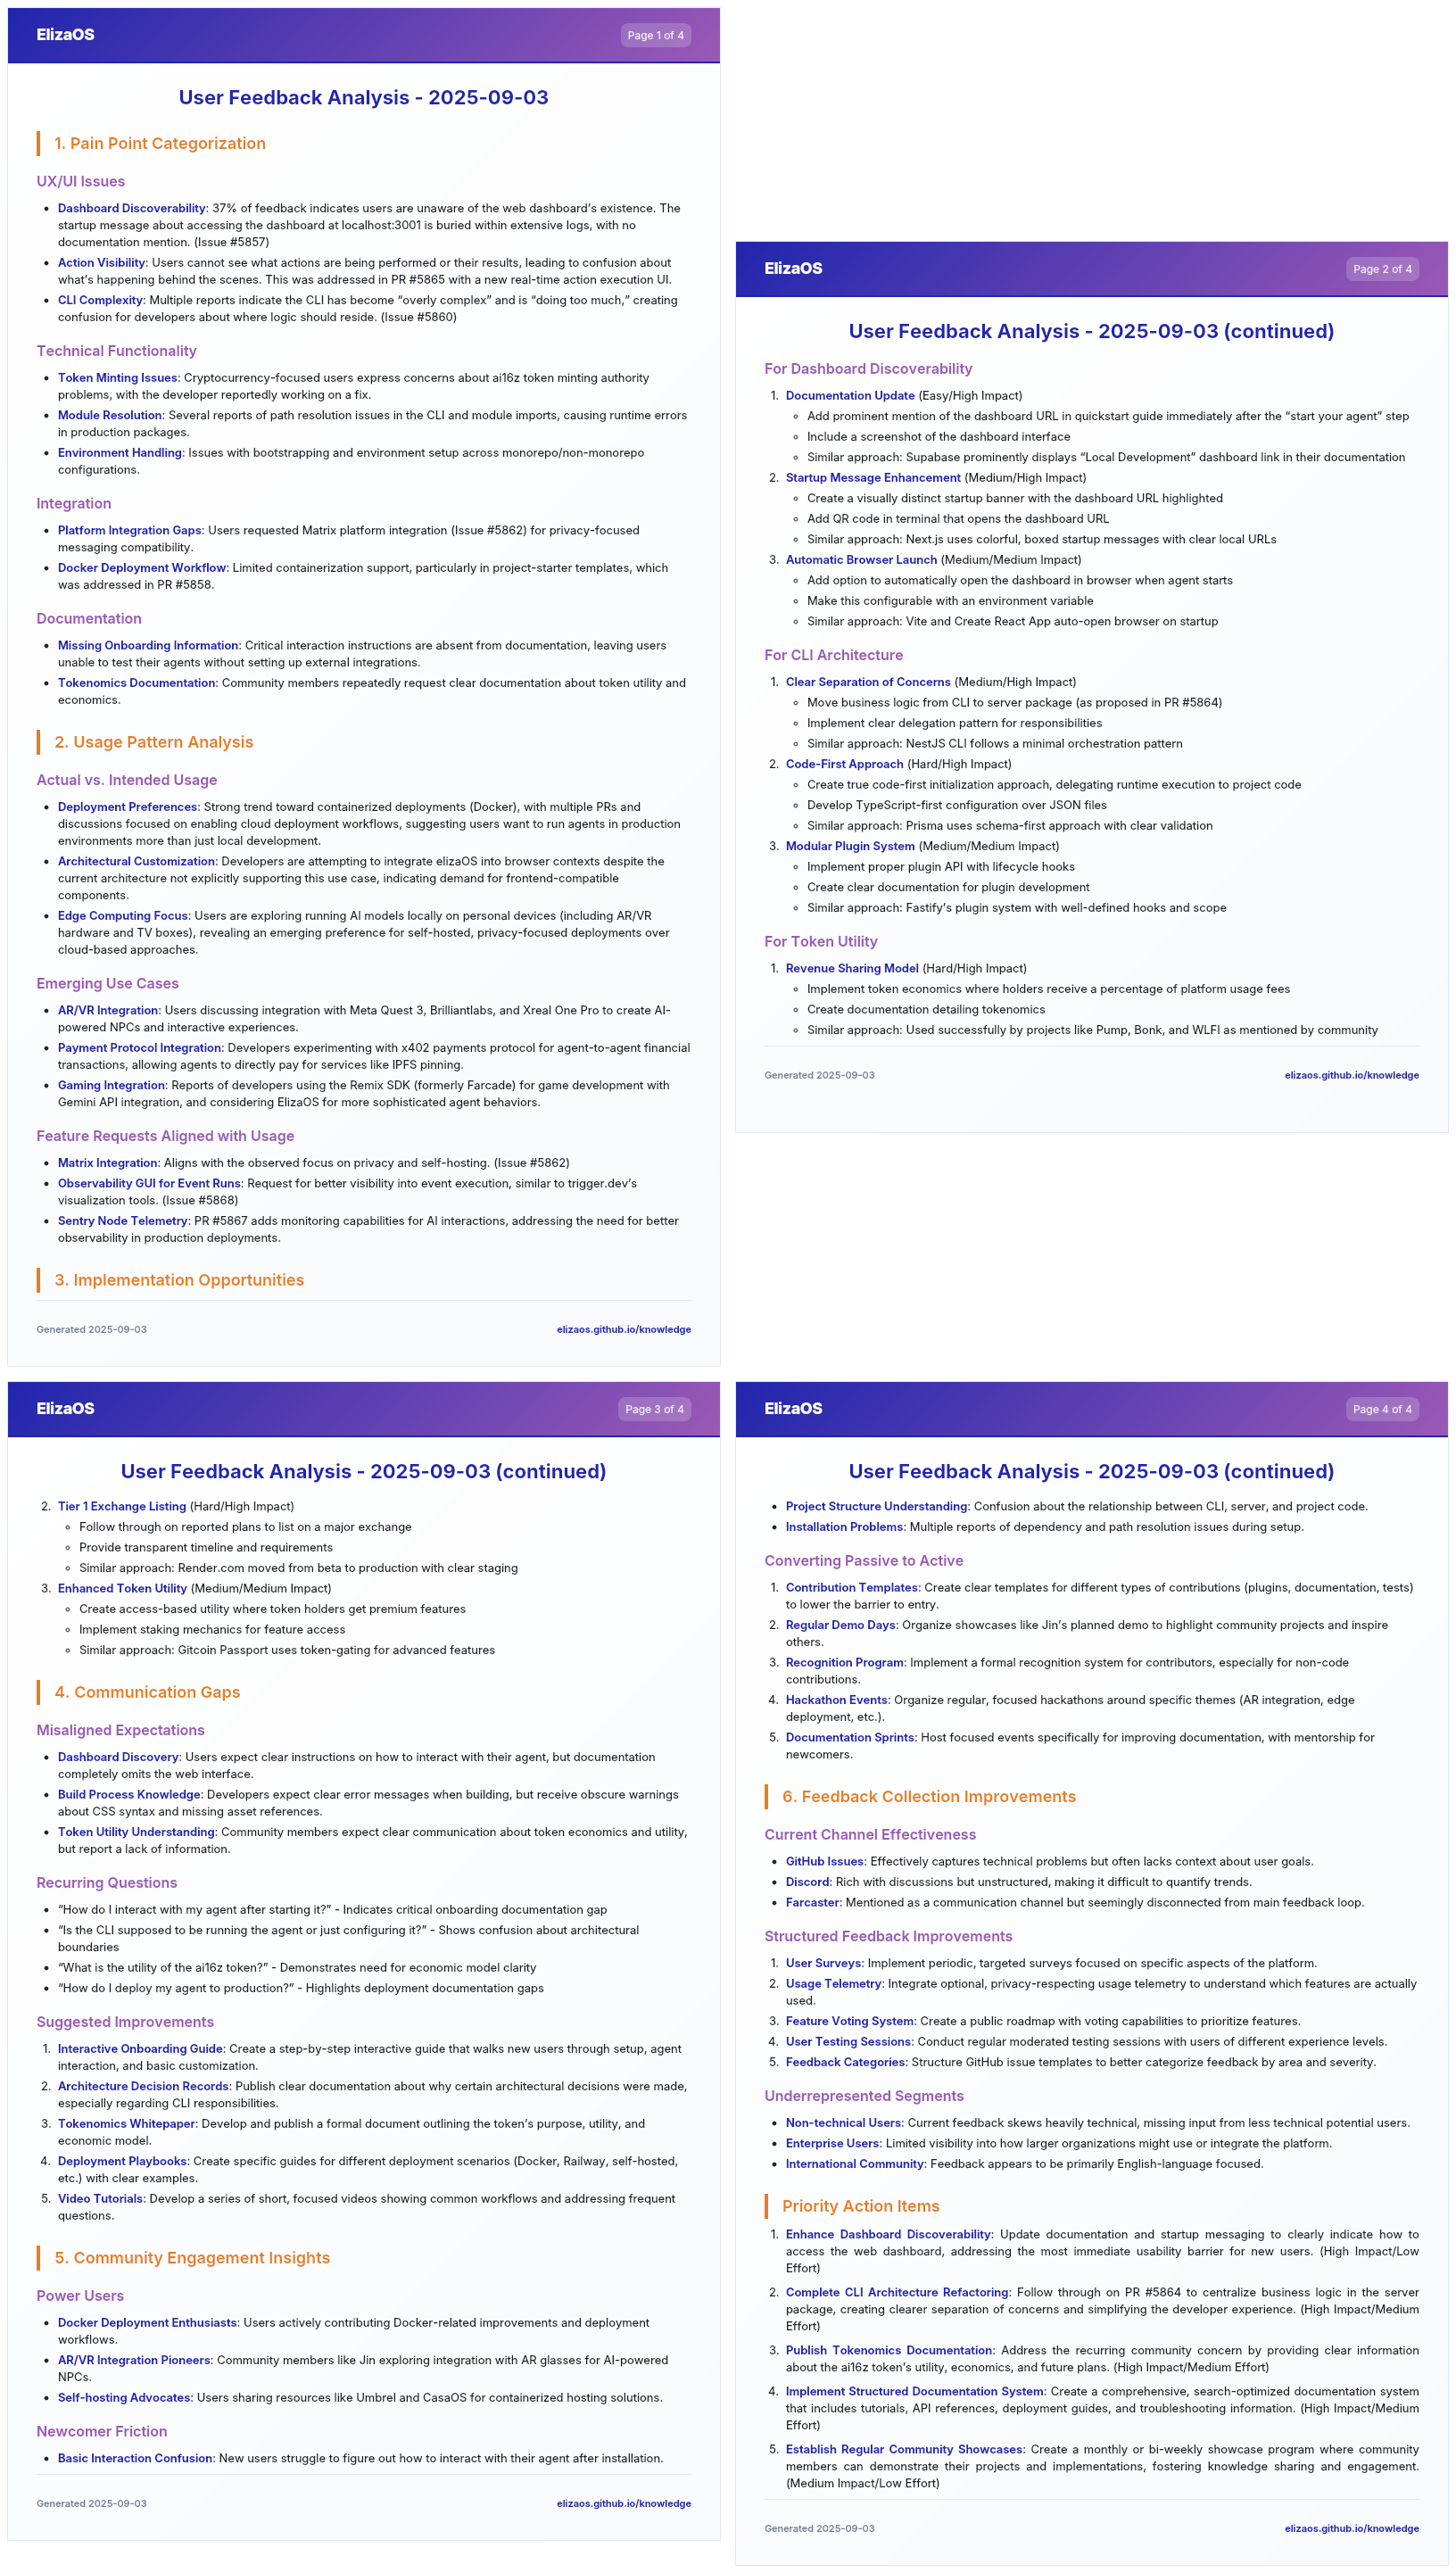 ElizaOS
Page 1 of 4
User Feedback Analysis - 2025-09-03
1. Pain Point Categorization
UX/UI Issues
• Dashboard Discoverability: 37% of feedback indicates users are unaware of the web dashboard's existence. The
startup message about accessing the dashboard at localhost:3001 is buried within extensive logs, with no
documentation mention. (Issue #5857)
• Action Visibility: Users cannot see what actions are being performed or their results, leading to confusion about
what's happening behind the scenes. This was addressed in PR #5865 with a new real-time action execution UI.
• CLI Complexity: Multiple reports indicate the CLI has become “overly complex” and is “doing too much,” creating
confusion for developers about where logic should reside. (Issue #5860)
Technical Functionality
• Token Minting Issues: Cryptocurrency-focused users express concerns about ai16z token minting authority
problems, with the developer reportedly working on a fix.
• Module Resolution: Several reports of path resolution issues in the CLI and module imports, causing runtime errors
in production packages.
• Environment Handling: Issues with bootstrapping and environment setup across monorepo/non-monorepo
configurations.
Integration
• Platform Integration Gaps: Users requested Matrix platform integration (Issue #5862) for privacy-focused
messaging compatibility.
• Docker Deployment Workflow: Limited containerization support, particularly in project-starter templates, which
was addressed in PR #5858.
Documentation
• Missing Onboarding Information: Critical interaction instructions are absent from documentation, leaving users
unable to test their agents without setting up external integrations.
• Tokenomics Documentation: Community members repeatedly request clear documentation about token utility and
economics.
2. Usage Pattern Analysis
Actual vs. Intended Usage
• Deployment Preferences: Strong trend toward containerized deployments (Docker), with multiple PRs and
discussions focused on enabling cloud deployment workflows, suggesting users want to run agents in production
environments more than just local development.
• Architectural Customization: Developers are attempting to integrate elizaOS into browser contexts despite the
current architecture not explicitly supporting this use case, indicating demand for frontend-compatible
components.
• Edge Computing Focus: Users are exploring running AI models locally on personal devices (including AR/VR
hardware and TV boxes), revealing an emerging preference for self-hosted, privacy-focused deployments over
cloud-based approaches.
Emerging Use Cases
• AR/VR Integration: Users discussing integration with Meta Quest 3, Brilliantlabs, and Xreal One Pro to create AI-
powered NPCs and interactive experiences.
• Payment Protocol Integration: Developers experimenting with x402 payments protocol for agent-to-agent financial
transactions, allowing agents to directly pay for services like IPFS pinning.
• Gaming Integration: Reports of developers using the Remix SDK (formerly Farcade) for game development with
Gemini API integration, and considering ElizaOS for more sophisticated agent behaviors.
Feature Requests Aligned with Usage
• Matrix Integration: Aligns with the observed focus on privacy and self-hosting. (Issue #5862)
• Observability GUI for Event Runs: Request for better visibility into event execution, similar to trigger.dev's
visualization tools. (Issue #5868)
• Sentry Node Telemetry: PR #5867 adds monitoring capabilities for AI interactions, addressing the need for better
observability in production deployments.
3. Implementation Opportunities
Generated 2025-09-03
elizaos.github.io/knowledge
ElizaOS
Page 2 of 4
User Feedback Analysis - 2025-09-03 (continued)
For Dashboard Discoverability
1. Documentation Update (Easy/High Impact)
◦ Add prominent mention of the dashboard URL in quickstart guide immediately after the “start your agent” step
◦ Include a screenshot of the dashboard interface
◦ Similar approach: Supabase prominently displays “Local Development” dashboard link in their documentation
2. Startup Message Enhancement (Medium/High Impact)
◦ Create a visually distinct startup banner with the dashboard URL highlighted
◦ Add QR code in terminal that opens the dashboard URL
◦ Similar approach: Next.js uses colorful, boxed startup messages with clear local URLs
3. Automatic Browser Launch (Medium/Medium Impact)
◦ Add option to automatically open the dashboard in browser when agent starts
◦ Make this configurable with an environment variable
◦ Similar approach: Vite and Create React App auto-open browser on startup
For CLI Architecture
1. Clear Separation of Concerns (Medium/High Impact)
◦ Move business logic from CLI to server package (as proposed in PR #5864)
◦ Implement clear delegation pattern for responsibilities
◦ Similar approach: NestJS CLI follows a minimal orchestration pattern
2. Code-First Approach (Hard/High Impact)
◦ Create true code-first initialization approach, delegating runtime execution to project code
◦ Develop TypeScript-first configuration over JSON files
◦ Similar approach: Prisma uses schema-first approach with clear validation
3. Modular Plugin System (Medium/Medium Impact)
◦ Implement proper plugin API with lifecycle hooks
◦ Create clear documentation for plugin development
◦ Similar approach: Fastify's plugin system with well-defined hooks and scope
For Token Utility
1. Revenue Sharing Model (Hard/High Impact)
◦ Implement token economics where holders receive a percentage of platform usage fees
◦ Create documentation detailing tokenomics
◦ Similar approach: Used successfully by projects like Pump, Bonk, and WLFI as mentioned by community
Generated 2025-09-03
elizaos.github.io/knowledge
ElizaOS
Page 3 of 4
User Feedback Analysis - 2025-09-03 (continued)
2. Tier 1 Exchange Listing (Hard/High Impact)
◦ Follow through on reported plans to list on a major exchange
◦ Provide transparent timeline and requirements
◦ Similar approach: Render.com moved from beta to production with clear staging
3. Enhanced Token Utility (Medium/Medium Impact)
◦ Create access-based utility where token holders get premium features
◦ Implement staking mechanics for feature access
◦ Similar approach: Gitcoin Passport uses token-gating for advanced features
4. Communication Gaps
Misaligned Expectations
• Dashboard Discovery: Users expect clear instructions on how to interact with their agent, but documentation
completely omits the web interface.
• Build Process Knowledge: Developers expect clear error messages when building, but receive obscure warnings
about CSS syntax and missing asset references.
• Token Utility Understanding: Community members expect clear communication about token economics and utility,
but report a lack of information.
Recurring Questions
• “How do I interact with my agent after starting it?” - Indicates critical onboarding documentation gap
• “Is the CLI supposed to be running the agent or just configuring it?” - Shows confusion about architectural
boundaries
• “What is the utility of the ai16z token?” - Demonstrates need for economic model clarity
• “How do I deploy my agent to production?” - Highlights deployment documentation gaps
Suggested Improvements
1. Interactive Onboarding Guide: Create a step-by-step interactive guide that walks new users through setup, agent
interaction, and basic customization.
2. Architecture Decision Records: Publish clear documentation about why certain architectural decisions were made,
especially regarding CLI responsibilities.
3. Tokenomics Whitepaper: Develop and publish a formal document outlining the token's purpose, utility, and
economic model.
4. Deployment Playbooks: Create specific guides for different deployment scenarios (Docker, Railway, self-hosted,
etc.) with clear examples.
5. Video Tutorials: Develop a series of short, focused videos showing common workflows and addressing frequent
questions.
5. Community Engagement Insights
Power Users
• Docker Deployment Enthusiasts: Users actively contributing Docker-related improvements and deployment
workflows.
• AR/VR Integration Pioneers: Community members like Jin exploring integration with AR glasses for AI-powered
NPCs.
• Self-hosting Advocates: Users sharing resources like Umbrel and CasaOS for containerized hosting solutions.
Newcomer Friction
• Basic Interaction Confusion: New users struggle to figure out how to interact with their agent after installation.
Generated 2025-09-03
elizaos.github.io/knowledge
ElizaOS
Page 4 of 4
User Feedback Analysis - 2025-09-03 (continued)
• Project Structure Understanding: Confusion about the relationship between CLI, server, and project code.
• Installation Problems: Multiple reports of dependency and path resolution issues during setup.
Converting Passive to Active
1. Contribution Templates: Create clear templates for different types of contributions (plugins, documentation, tests)
to lower the barrier to entry.
2. Regular Demo Days: Organize showcases like Jin's planned demo to highlight community projects and inspire
others.
3. Recognition Program: Implement a formal recognition system for contributors, especially for non-code
contributions.
4. Hackathon Events: Organize regular, focused hackathons around specific themes (AR integration, edge
deployment, etc.).
5. Documentation Sprints: Host focused events specifically for improving documentation, with mentorship for
newcomers.
6. Feedback Collection Improvements
Current Channel Effectiveness
• GitHub Issues: Effectively captures technical problems but often lacks context about user goals.
• Discord: Rich with discussions but unstructured, making it difficult to quantify trends.
• Farcaster: Mentioned as a communication channel but seemingly disconnected from main feedback loop.
Structured Feedback Improvements
1. User Surveys: Implement periodic, targeted surveys focused on specific aspects of the platform.
2. Usage Telemetry: Integrate optional, privacy-respecting usage telemetry to understand which features are actually
used.
3. Feature Voting System: Create a public roadmap with voting capabilities to prioritize features.
4. User Testing Sessions: Conduct regular moderated testing sessions with users of different experience levels.
5. Feedback Categories: Structure GitHub issue templates to better categorize feedback by area and severity.
Underrepresented Segments
• Non-technical Users: Current feedback skews heavily technical, missing input from less technical potential users.
• Enterprise Users: Limited visibility into how larger organizations might use or integrate the platform.
• International Community: Feedback appears to be primarily English-language focused.
Priority Action Items
1. Enhance Dashboard Discoverability: Update documentation and startup messaging to clearly indicate how to
access the web dashboard, addressing the most immediate usability barrier for new users. (High Impact/Low
Effort)
2. Complete CLI Architecture Refactoring: Follow through on PR #5864 to centralize business logic in the server
package, creating clearer separation of concerns and simplifying the developer experience. (High Impact/Medium
Effort)
3. Publish Tokenomics Documentation: Address the recurring community concern by providing clear information
about the ai16z token's utility, economics, and future plans. (High Impact/Medium Effort)
4. Implement Structured Documentation System: Create a comprehensive, search-optimized documentation system
that includes tutorials, API references, deployment guides, and troubleshooting information. (High Impact/Medium
Effort)
5. Establish Regular Community Showcases: Create a monthly or bi-weekly showcase program where community
members can demonstrate their projects and implementations, fostering knowledge sharing and engagement.
(Medium Impact/Low Effort)
Generated 2025-09-03
elizaos.github.io/knowledge